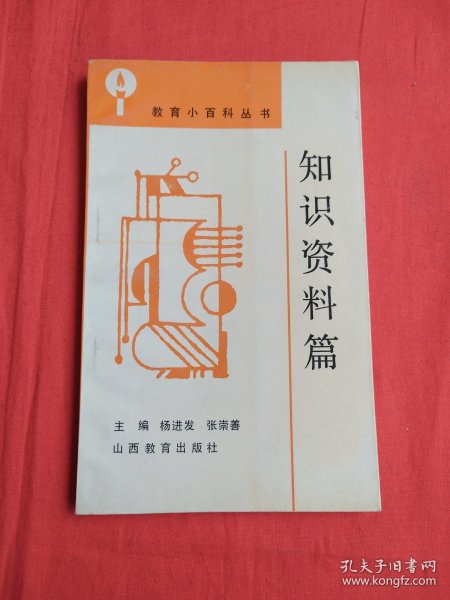 教育小百科丛书
知识资料篇
主 编 杨进发 张崇善
山西教育出版社
孔夫子旧书网
www.kongfz.com